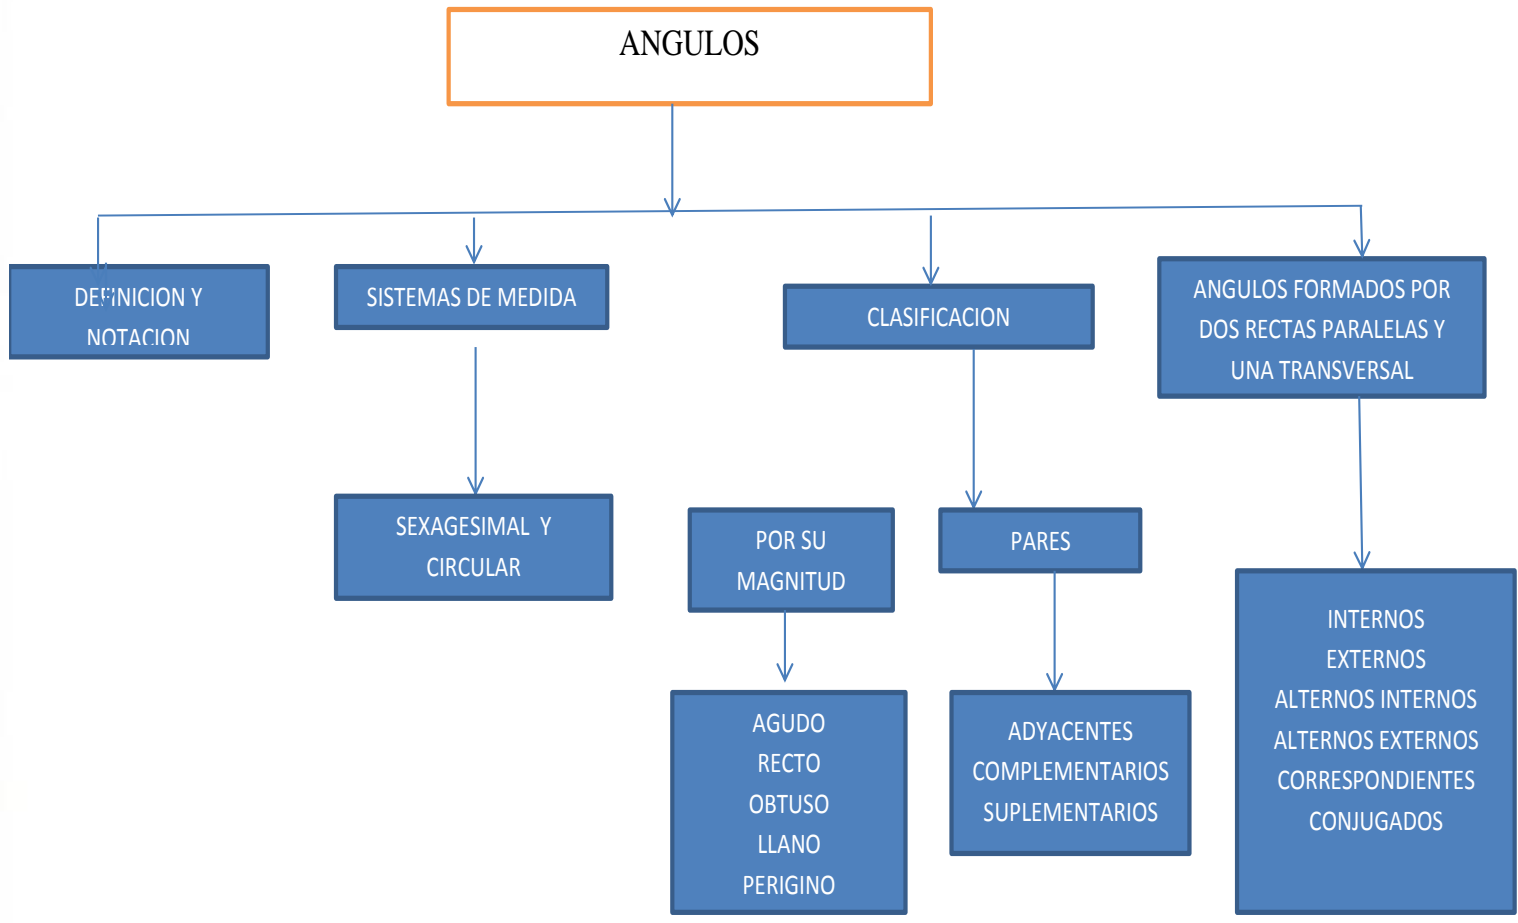 ANGULOS
DEFINICION Y
NOTACION
SISTEMAS DE MEDIDA
CLASIFICACION
ANGULOS FORMADOS POR
DOS RECTAS PARALELAS Y
UNA TRANSVERSAL
SEXAGESIMAL Y
CIRCULAR
POR SU
MAGNITUD
PARES
INTERNOS
EXTERNOS
ALTERNOS INTERNOS
ALTERNOS EXTERNOS
CORRESPONDIENTES
CONJUGADOS
AGUDO
RECTO
OBTUSO
LLANO
PERIGINO
ADYACENTES
COMPLEMENTARIOS
SUPLEMENTARIOS